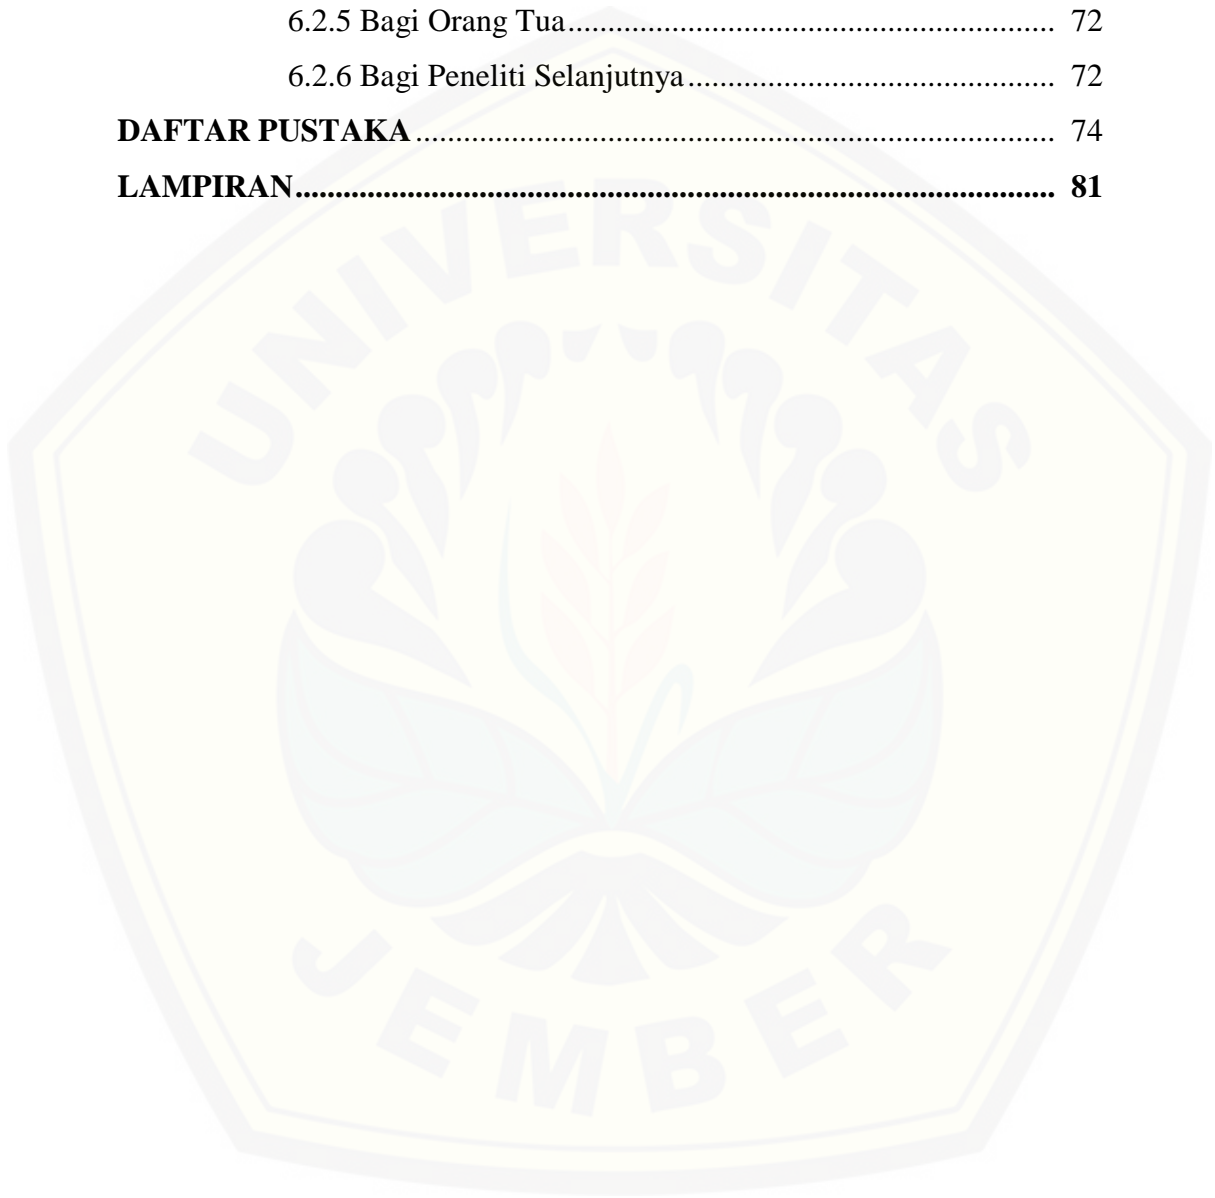 6.2.5 Bagi Orang Tua............................................................. 72
6.2.6 Bagi Peneliti Selanjutnya.............................................. 72
DAFTAR PUSTAKA................................................................................ 74
LAMPIRAN............................................................................................... 81
UNIVERSITAS
JEMBER